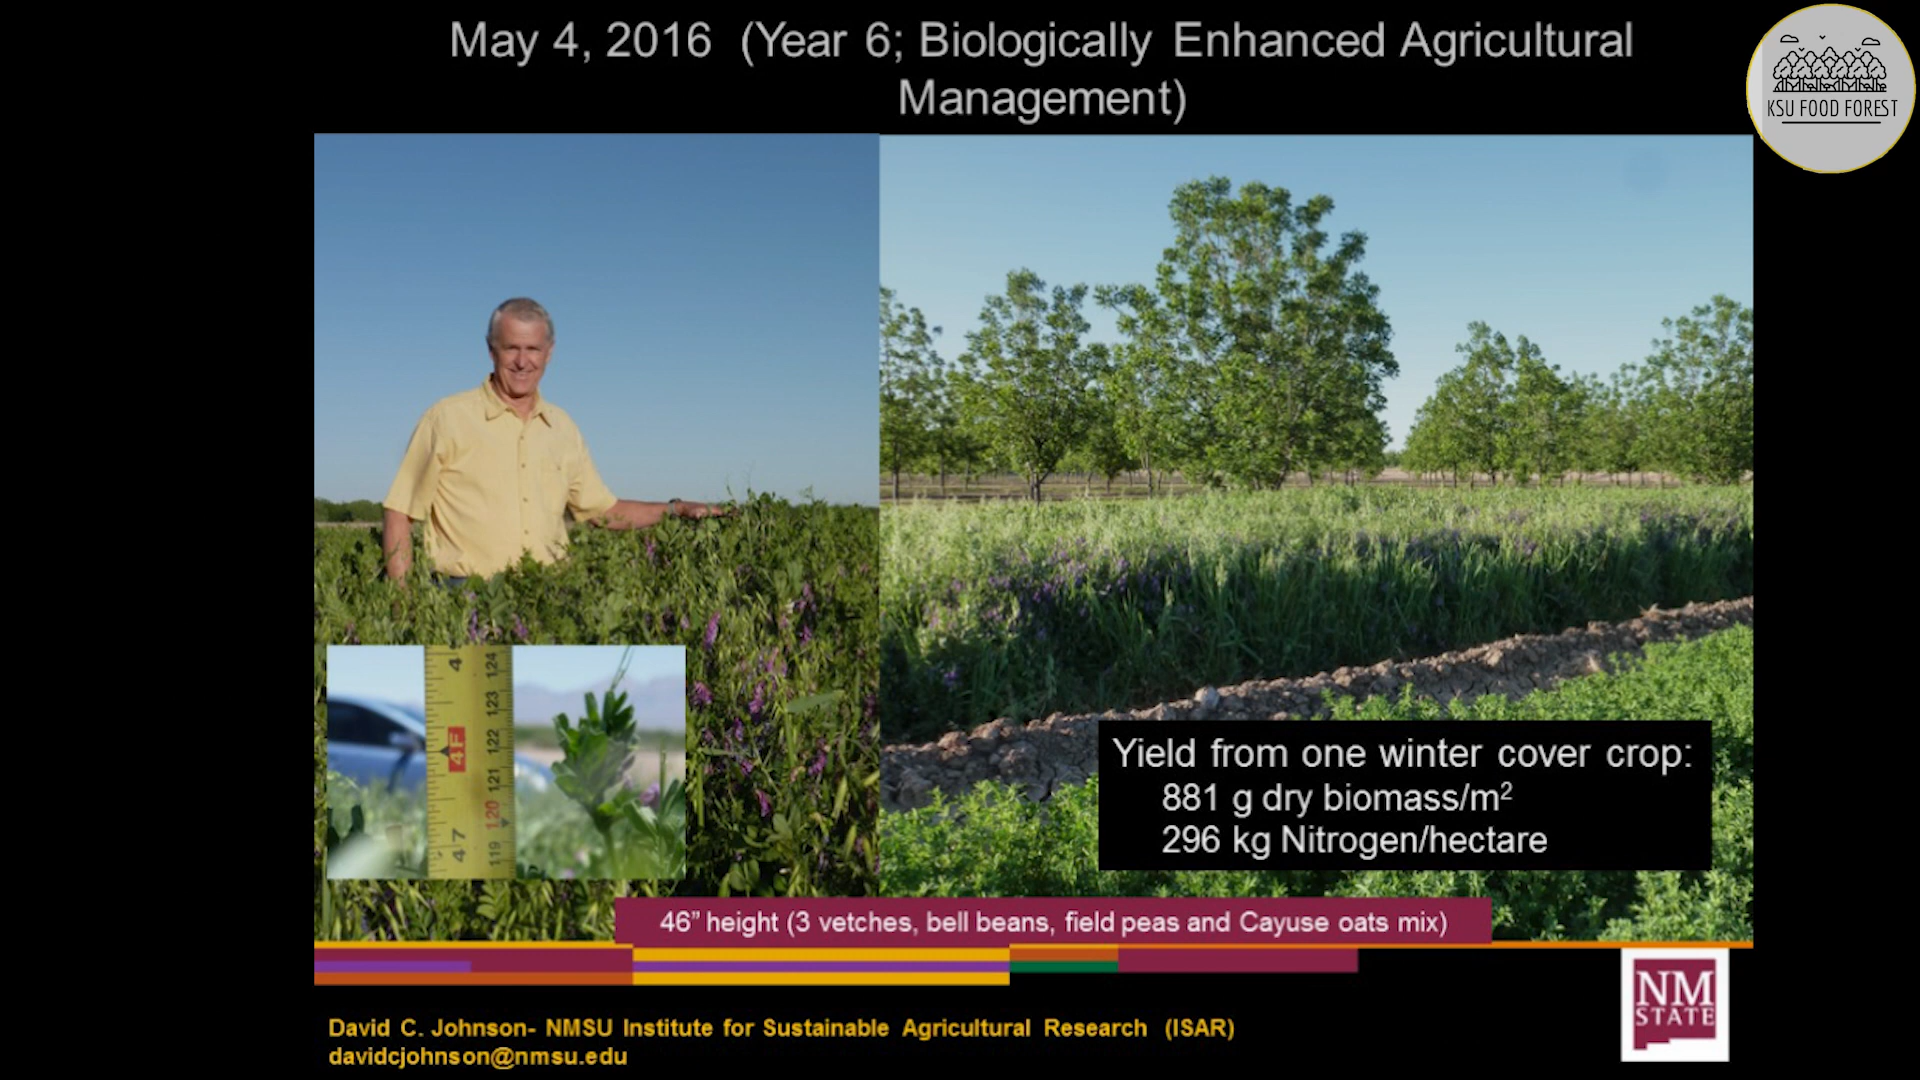 May 4, 2016 (Year 6; Biologically Enhanced Agricultural
Management)
KSU FOOD FOREST
4
124
123
4F
122
121
120
47
119
Yield from one winter cover crop:
881 g dry biomass/m²
296 kg Nitrogen/hectare
46” height (3 vetches, bell beans, field peas and Cayuse oats mix)
NM
STATE
David C. Johnson- NMSU Institute for Sustainable Agricultural Research (ISAR)
davidcjohnson@nmsu.edu